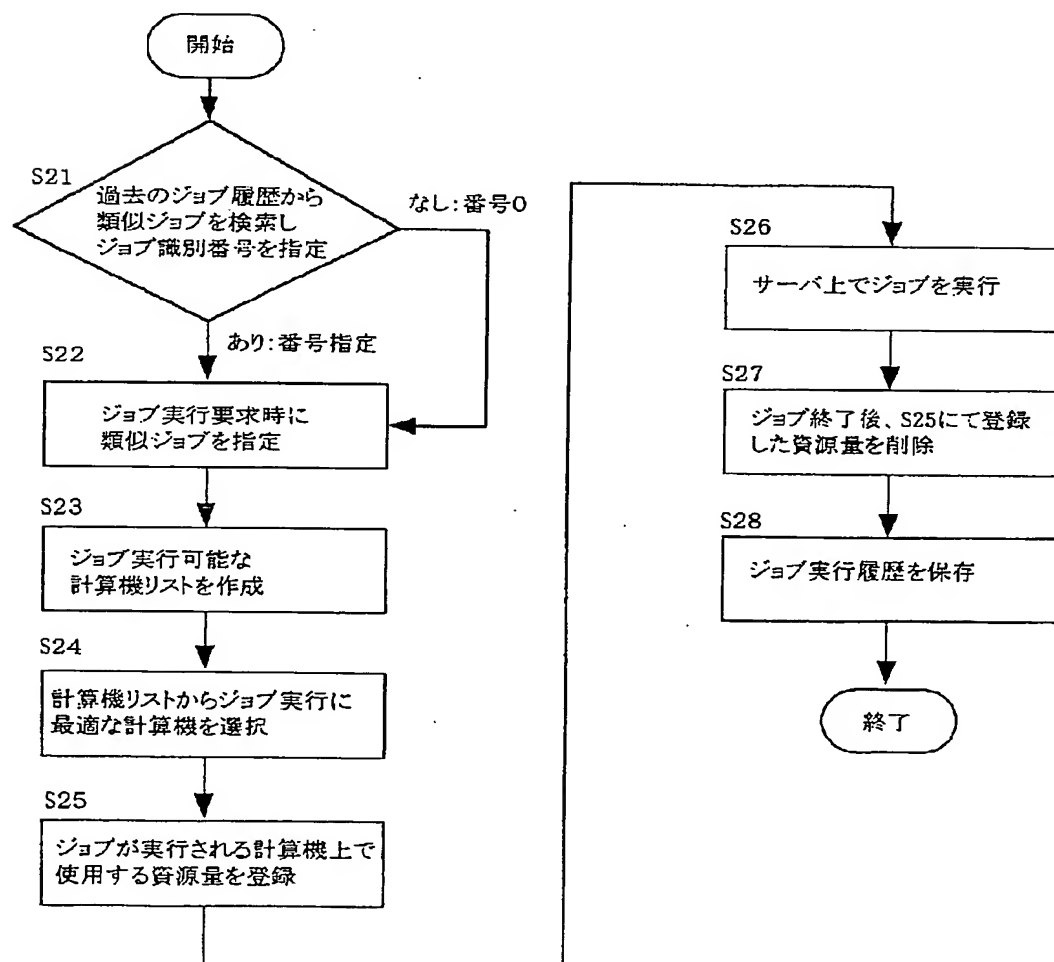 開始
S21
過去のジョブ履歴から
類似ジョブを検索し
ジョブ識別番号を指定
なし:番号0
あり:番号指定
S22
ジョブ実行要求時に
類似ジョブを指定
S23
ジョブ実行可能な
計算機リストを作成
S24
計算機リストからジョブ実行に
最適な計算機を選択
S25
ジョブが実行される計算機上で
使用する資源量を登録
S26
サーバ上でジョブを実行
S27
ジョブ終了後、S25にて登録
した資源量を削除
S28
ジョブ実行履歴を保存
終了